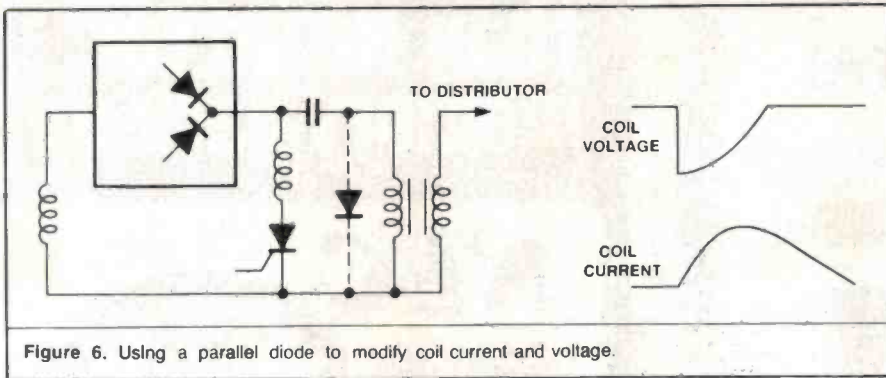 TO DISTRIBUTOR
COIL
VOLTAGE
COIL
CURRENT
Figure 6. Using a parallel diode to modify coil current and voltage.